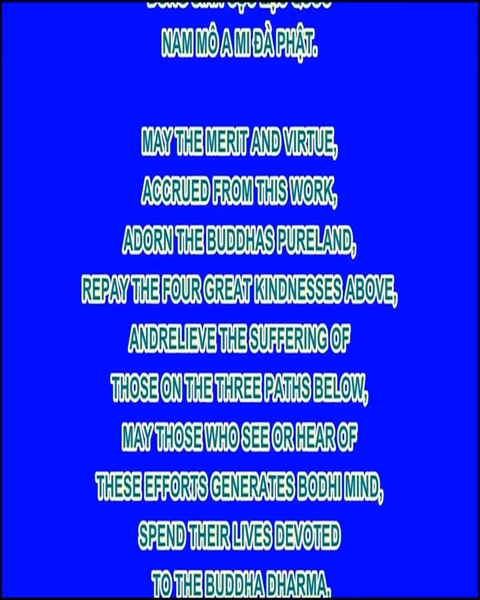 NAM MÔ A MI ĐÀ PHẬT.
MAY THE MERIT AND VIRTUE,
ACCRUED FROM THIS WORK,
ADORN THE BUDDHAS PURELAND,
REPAY THE FOUR GREAT KINDNESSES ABOVE,
ANDRELIEVE THE SUFFERING OF
THOSE ON THE THREE PATHS BELOW,
MAY THOSE WHO SEE OR HEAR OF
THESE EFFORTS GENERATES BODHI MIND,
SPEND THEIR LIVES DEVOTED
TO THE BUDDHA DHARMA.